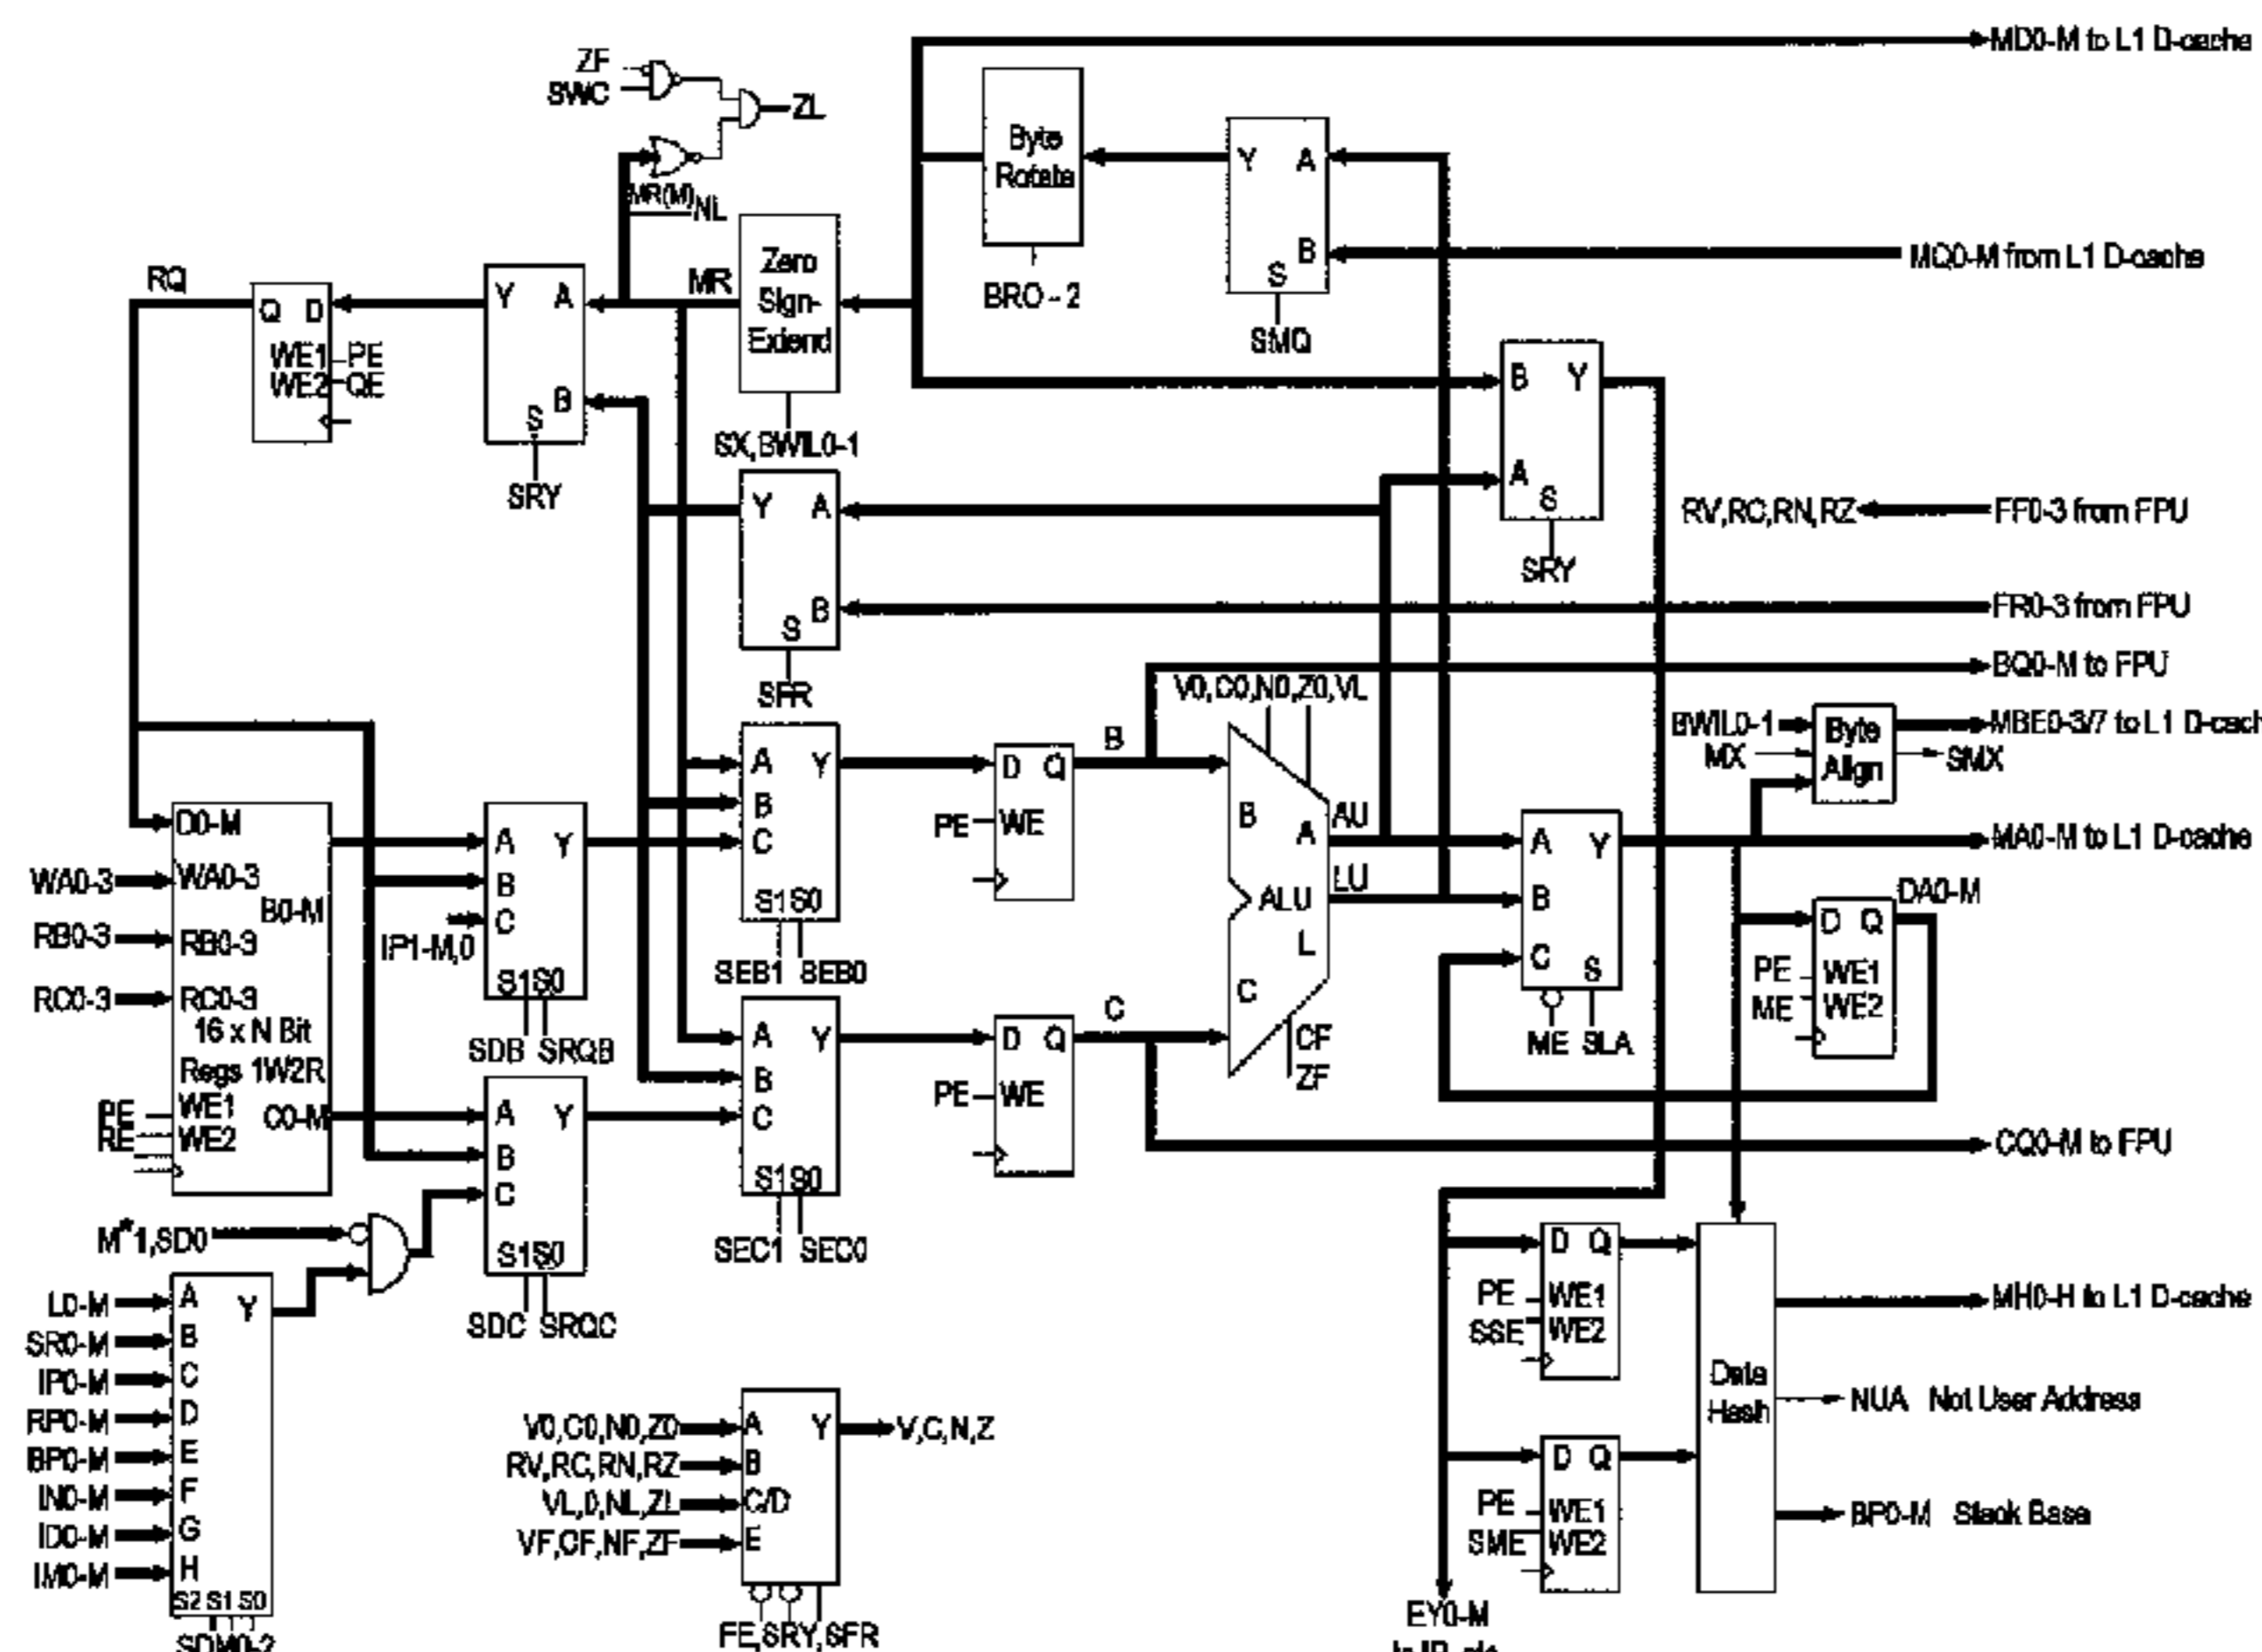 MD0-M to L1 D-cache
ZF
SWC
ZL
Byte
Rotate
Y A
B
S
MR(M)
NL
MQ0-M from L1 D-cache
RQ
MR
Zero
Sign-
Extend
BR0 - 2
SMQ
Q D
WE1 PE
WE2 QE
Y A
B
S
SRY
SX,BWIL0-1
B Y
A
S
SRY
Y A
B
S
SFR
RV,RC,RN,RZ
FF0-3 from FPU
FR0-3 from FPU
BQ0-M to FPU
V0,C0,N0,Z0,VL
BWIL0-1
MX
Byte
Align
MBE0-3/7 to L1 D-cach
SMX
A Y
B
C
S1 S0
SEB1 SEB0
D Q
PE WE
B
B
A
ALU
L
C
AU
LU
CF
ZF
A Y
B
C S
ME SLA
MA0-M to L1 D-cache
DA0-M
D Q
PE WE1
ME WE2
D0-M
WA0-3 WA0-3
B0-M
RB0-3 RB0-3
RC0-3 RC0-3
16 x N Bit
Regs 1W2R
PE WE1
RE WE2
C0-M
A Y
B
C
IP1-M,0
S1S0
SDB SRQB
A Y
B
C
S1S0
SEC1 SEC0
D Q
PE WE
C
CQ0-M to FPU
A Y
B
C
S1S0
SDC SRQC
M*1,SD0
L0-M A Y
SR0-M B
IP0-M C
RP0-M D
BP0-M E
IN0-M F
ID0-M G
IM0-M H
S2 S1 S0
SDM0-2
V0,C0,N0,Z0 A Y V,C,N,Z
RV,RC,RN,RZ B
VL,0,NL,ZL C/D
VF,CF,NF,ZF E
FE,SRY,SFR
D Q
PE WE1
SSE WE2
D Q
PE WE1
SME WE2
Data
Hash
MH0-H to L1 D-cache
NUA Not User Address
BP0-M Stack Base
EY0-M